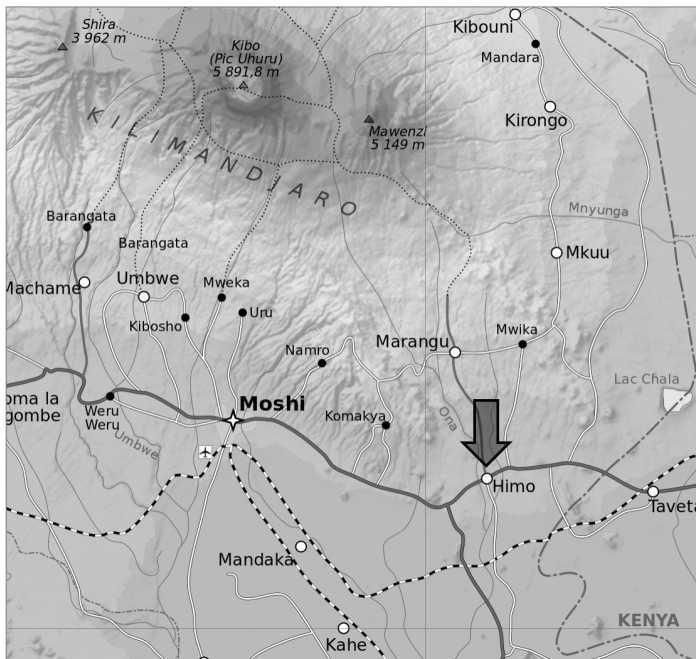 Shira
3 962 m
Kibo
(Pic Uhuru)
5 891,8 m
Kibouni
Mandara
Kirongo
Mawenzi
5 149 m
KILIMANDJARO
Mnyunga
Barangata
Barangata
Mkuu
Machame
Umbwe
Mweka
Uru
Kibosho
Namro
Marangu
Mwika
Lac Chala
oma la
gombe
Weru
Weru
Moshi
Komakya
Ona
Umbwe
Himo
Taveta
Mandaka
KENYA
Kahe